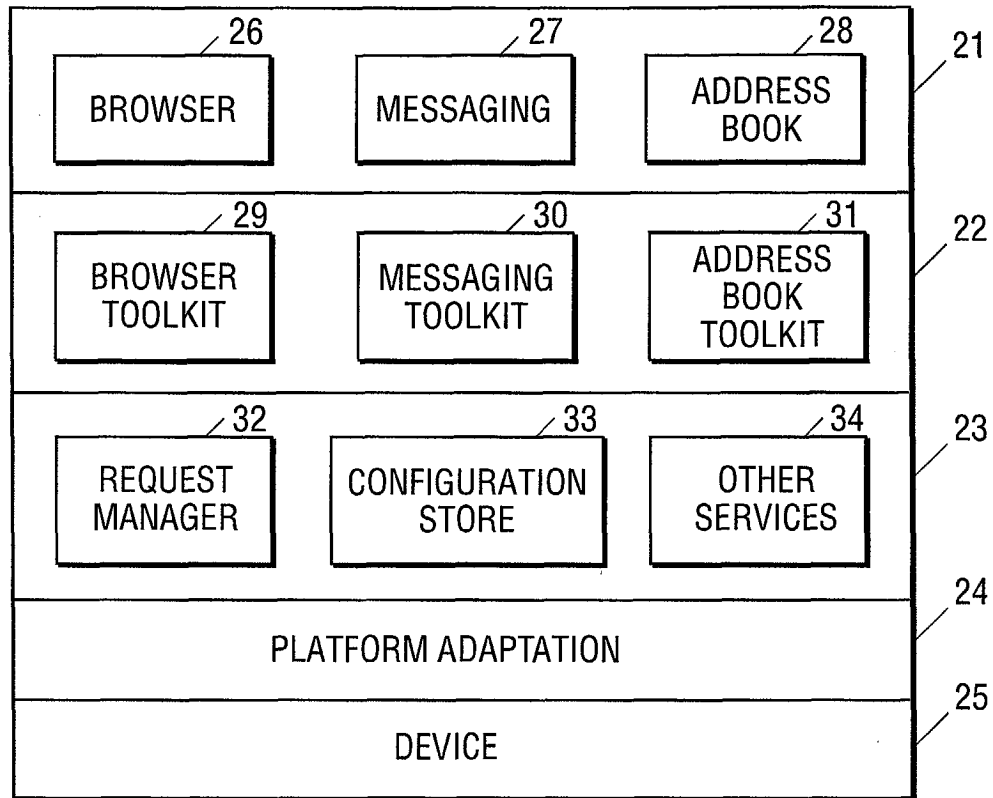 26
27
28
21
BROWSER
MESSAGING
ADDRESS
BOOK
29
30
31
22
BROWSER
TOOLKIT
MESSAGING
TOOLKIT
ADDRESS
BOOK
TOOLKIT
32
33
34
23
REQUEST
MANAGER
CONFIGURATION
STORE
OTHER
SERVICES
24
PLATFORM ADAPTATION
25
DEVICE